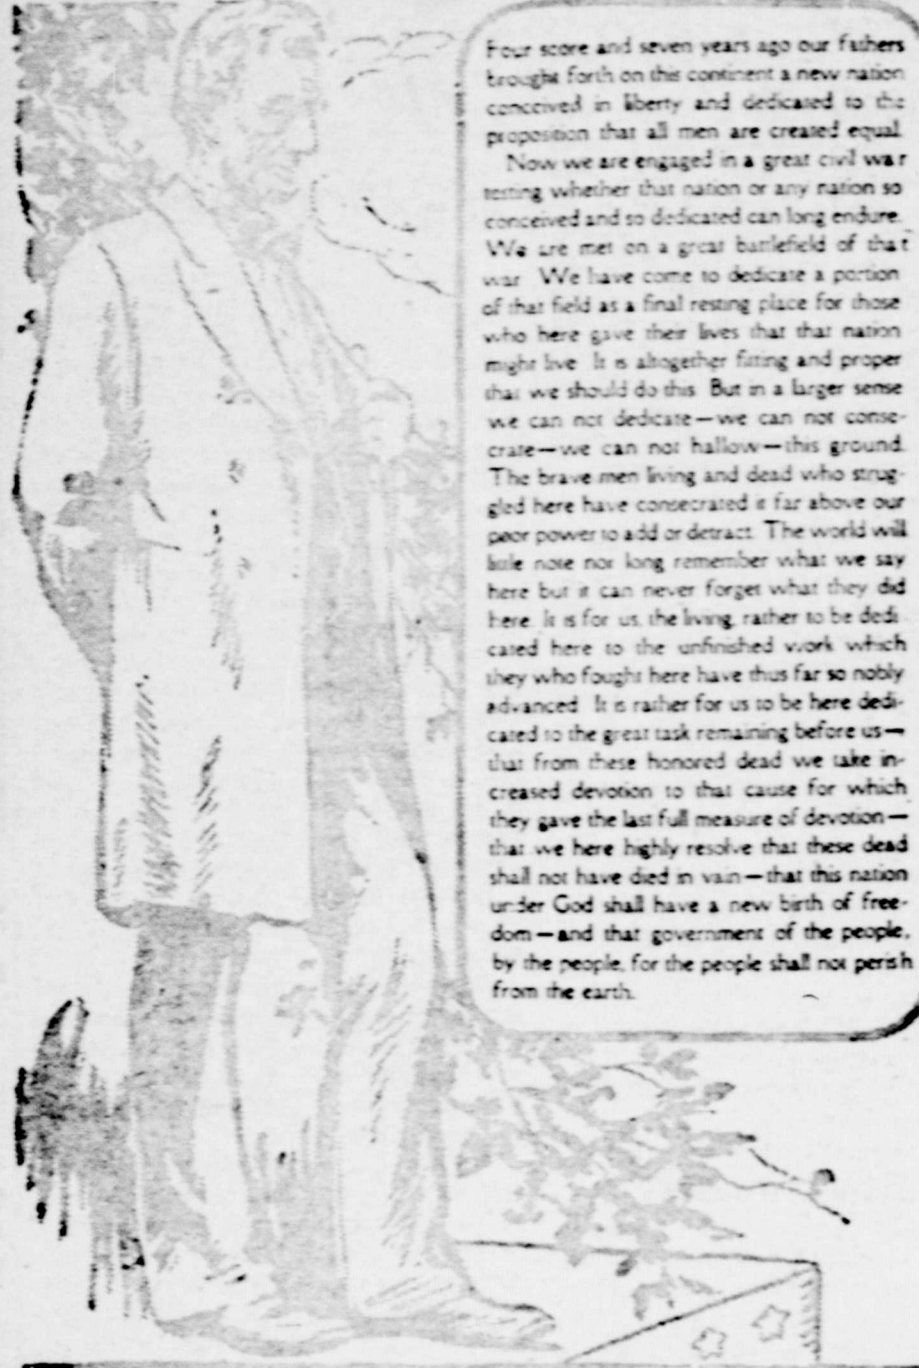 Four score and seven years ago our fathers
brought forth on this continent a new nation
conceived in liberty and dedicated to the
proposition that all men are created equal.
Now we are engaged in a great civil war
testing whether that nation or any nation so
conceived and so dedicated can long endure.
We are met on a great battlefield of that
war We have come to dedicate a portion
of that field as a final resting place for those
who here gave their lives that that nation
might live It is altogether fitting and proper
that we should do this But in a larger sense
we can not dedicate—we can not conse-
crate—we can not hallow—this ground.
The brave men living and dead who strug-
gled here have consecrated it far above our
poor power to add or detract. The world will
little note nor long remember what we say
here but it can never forget what they did
here. It is for us, the living, rather to be dedi-
cated here to the unfinished work which
they who fought here have thus far so nobly
advanced It is rather for us to be here dedi-
cated to the great task remaining before us—
that from these honored dead we take in-
creased devotion to that cause for which
they gave the last full measure of devotion—
that we here highly resolve that these dead
shall not have died in vain—that this nation
under God shall have a new birth of free-
dom—and that government of the people,
by the people, for the people shall not perish
from the earth.